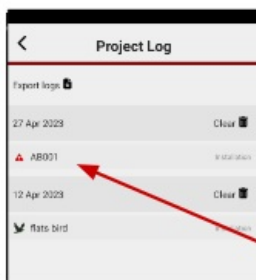 Project Log
Export logs
27 Apr 2023 Clear
AB001 Installation
12 Apr 2023 Clear
flats bird